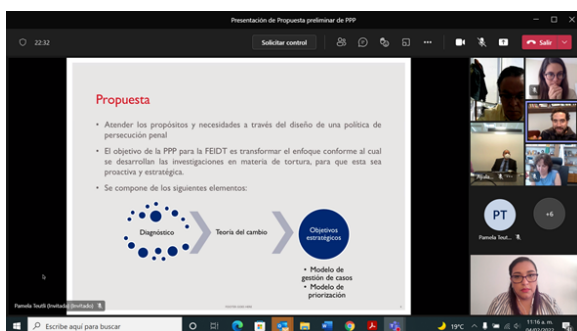 Presentación de Propuesta preliminar de PPP
22:32
Solicitar control
Salir
Propuesta
• Atender los propósitos y necesidades a través del diseño de una política de
persecución penal
• El objetivo de la PPP para la FEIDT es transformar el enfoque conforme al cual
se desarrollan las investigaciones en materia de tortura, para que esta sea
proactiva y estratégica.
• Se compone de los siguientes elementos:
Diagnóstico
Teoría del cambio
Objetivos
estratégicos
• Modelo de
gestión de casos
• Modelo de
priorización
PT
+6
Pamela Teut...
Pamela Teutli (Invitado) (Invitado)
Escribe aquí para buscar
19°C
11:16 a. m.